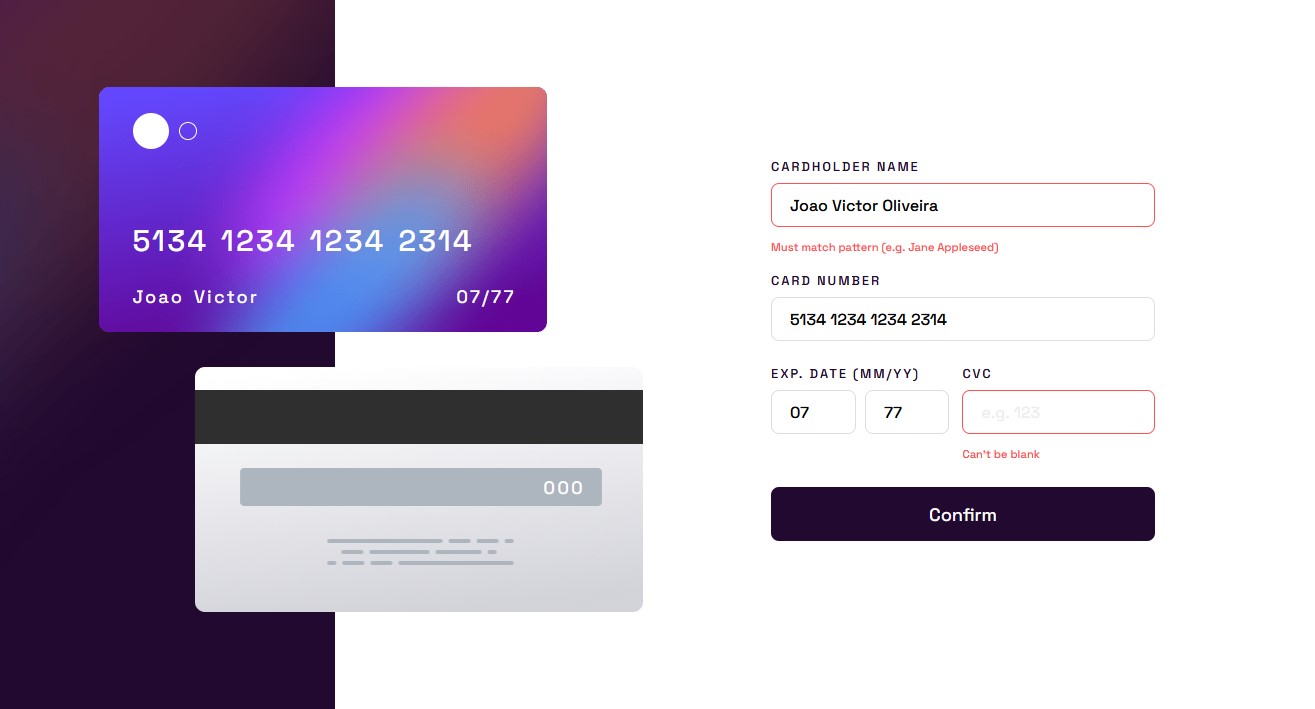 5134 1234 1234 2314
Joao Victor
07/77
000
CARDHOLDER NAME
Joao Victor Oliveira
Must match pattern (e.g. Jane Appleseed)
CARD NUMBER
5134 1234 1234 2314
EXP. DATE (MM/YY) CVC
07 77 e.g. 123
Can't be blank
Confirm